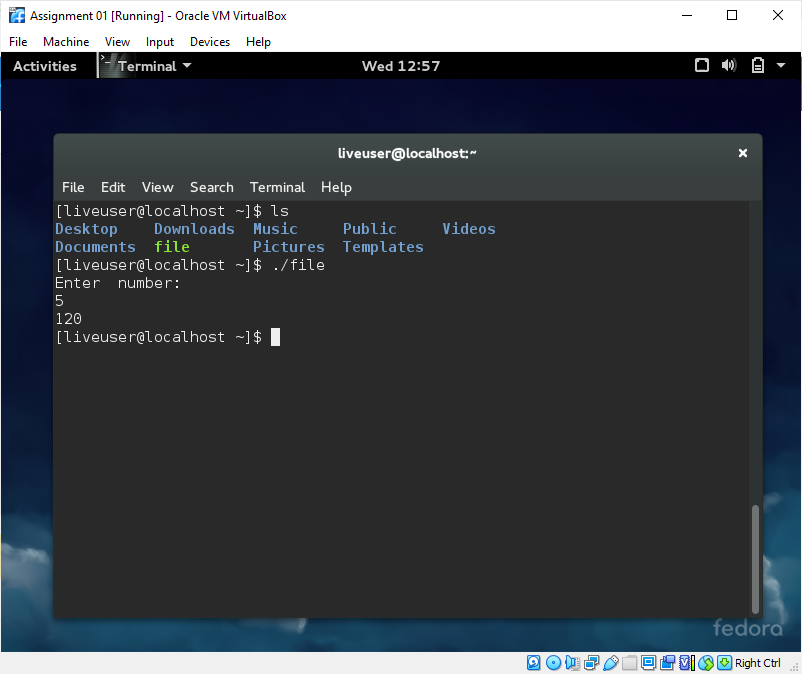 Assignment 01 [Running] - Oracle VM VirtualBox
File Machine View Input Devices Help
Activities Terminal Wed 12:57
liveuser@localhost:~
File Edit View Search Terminal Help
[liveuser@localhost ~]$ ls
Desktop Downloads Music Public Videos
Documents file Pictures Templates
[liveuser@localhost ~]$ ./file
Enter  number:
5
120
[liveuser@localhost ~]$
fedora
Right Ctrl